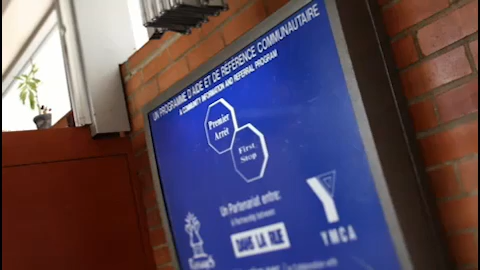 UN PROGRAMME D'AIDE ET DE RÉFÉRENCE COMMUNAUTAIRE
A COMMUNITY INFORMATION AND REFERRAL PROGRAM
Premier
Arrêt
First
Stop
Un Partenariat entre:
A Partnership between:
DANS LA RUE
YMCA